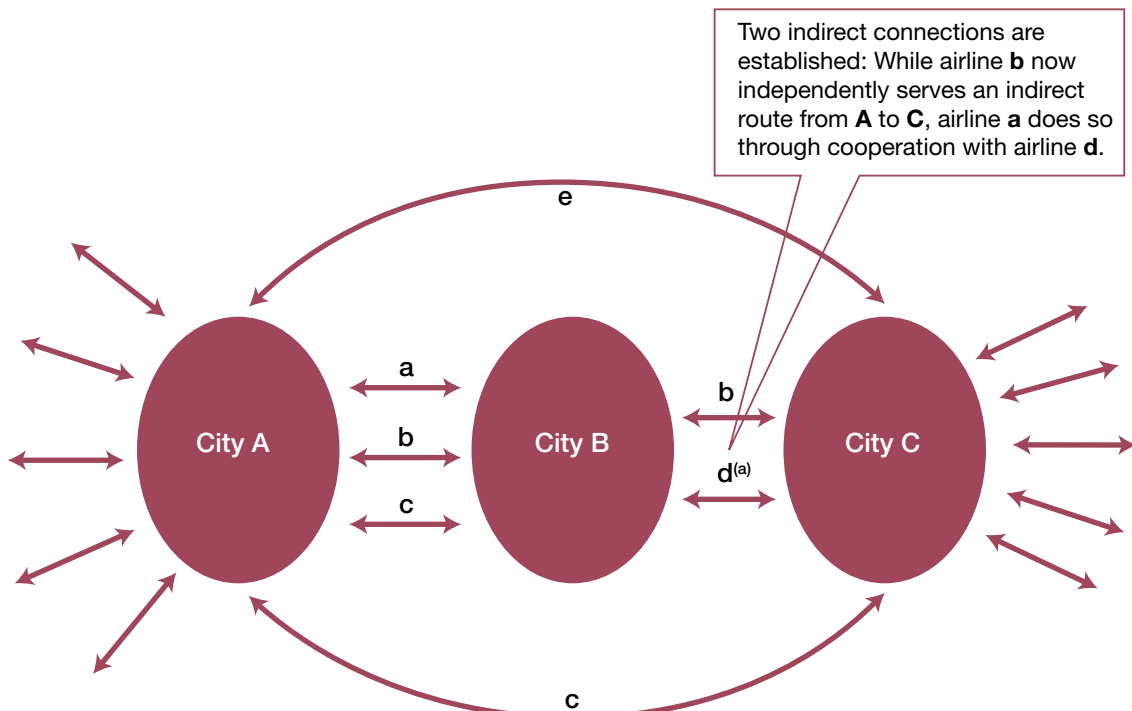 Two indirect connections are
established: While airline b now
independently serves an indirect
route from A to C, airline a does so
through cooperation with airline d.
e
a
b
b
City A
City B
City C
d(a)
c
c